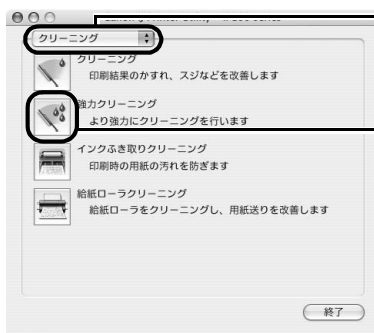 クリーニング
クリーニング
印刷結果のかすれ、スジなどを改善します
強力クリーニング
より強力にクリーニングを行います
インクふき取りクリーニング
印刷時の用紙の汚れを防ぎます
給紙ローラクリーニング
給紙ローラをクリーニングし、用紙送りを改善します
終了